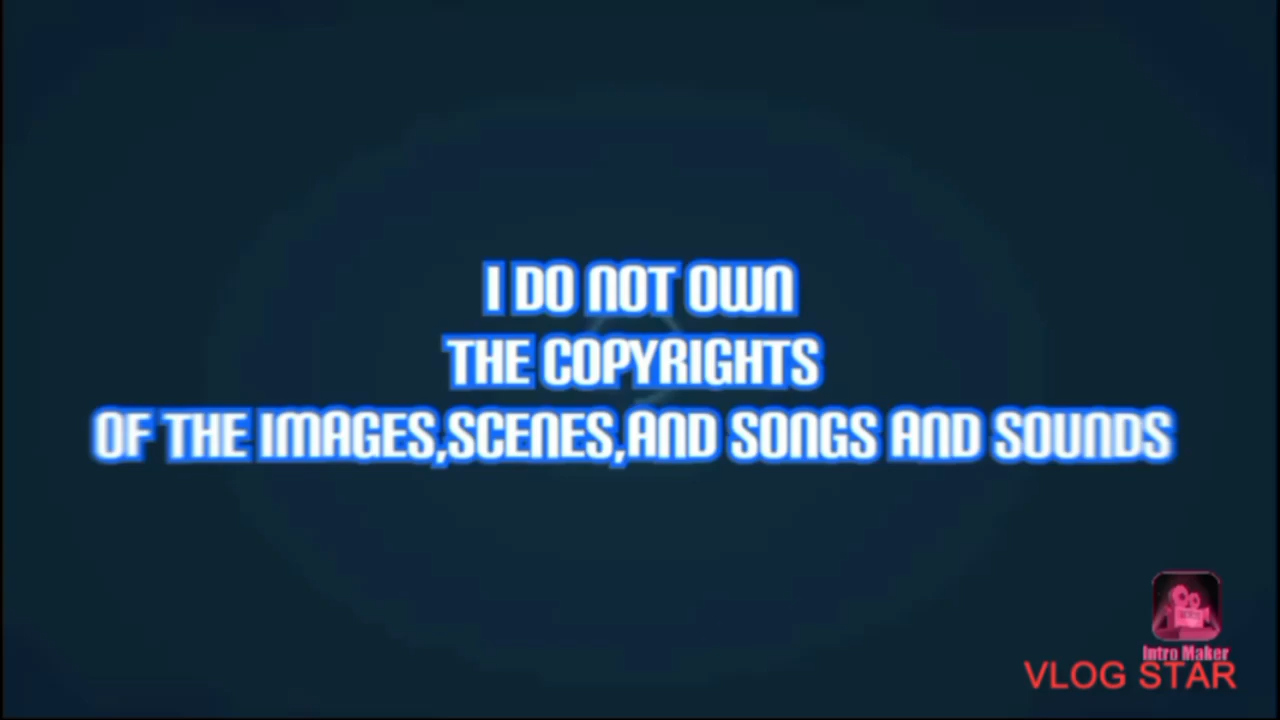 I DO NOT OWN
THE COPYRIGHTS
OF THE IMAGES,SCENES,AND SONGS AND SOUNDS
Intro Maker
VLOG STAR